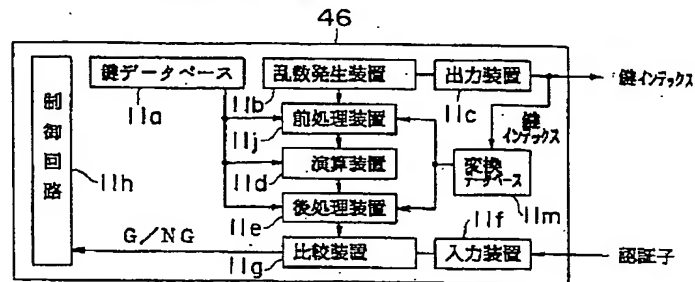 46
鍵データベース
11a
乱数発生装置
11b
出力装置
11c
鍵インデックス
制御回路
11h
前処理装置
11j
鍵
インデックス
演算装置
11d
変換
データベース
11m
後処理装置
11e
11f
G/NG
比較装置
11g
入力装置
認証子